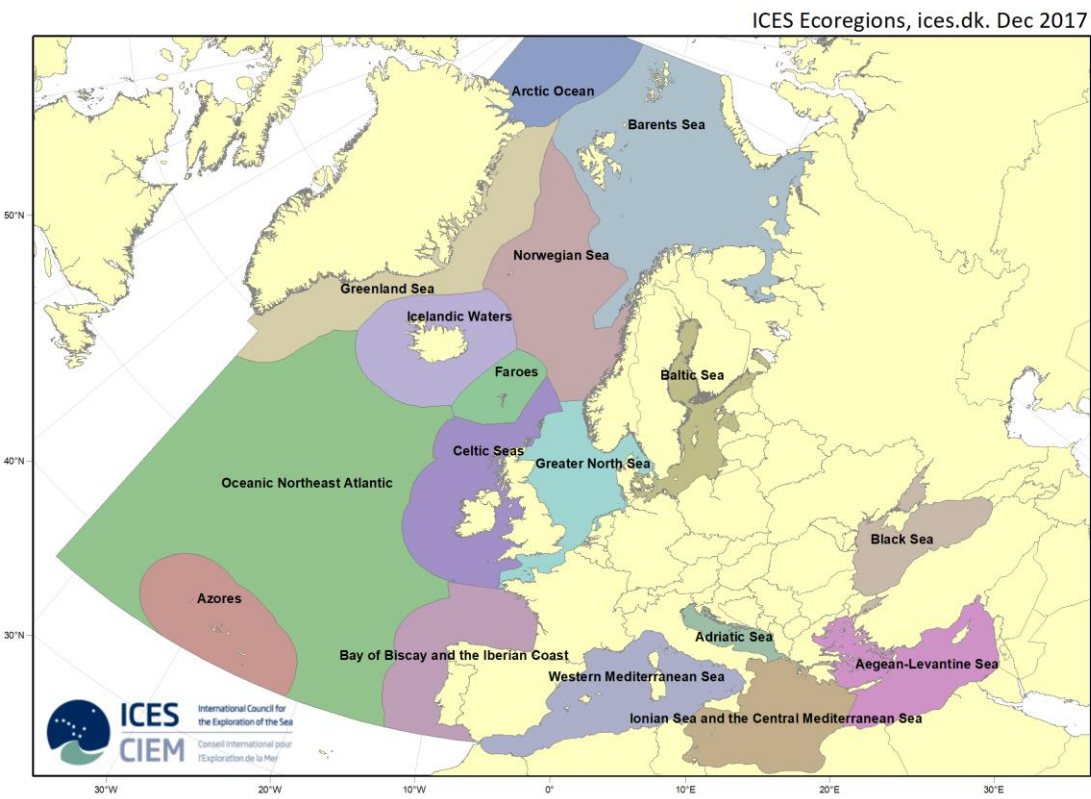 ICES Ecoregions, ices.dk. Dec 2017
Arctic Ocean
Barents Sea
50°N
Norwegian Sea
Greenland Sea
Icelandic Waters
Faroes
Baltic Sea
Celtic Seas
40°N
Greater North Sea
Oceanic Northeast Atlantic
Black Sea
Azores
30°N
Adriatic Sea
Bay of Biscay and the Iberian Coast
Aegean-Levantine Sea
Western Mediterranean Sea
Ionian Sea and the Central Mediterranean Sea
ICES
CIEM
International Council for
the Exploration of the Sea
Conseil International pour
l'Exploration de la Mer
30°W
20°W
10°W
0°
10°E
20°E
30°E